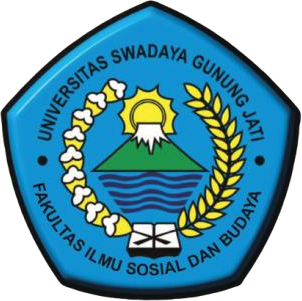 UNIVERSITAS SWADAYA GUNUNG JATI
FAKULTAS ILMU SOSIAL DAN BUDAYA